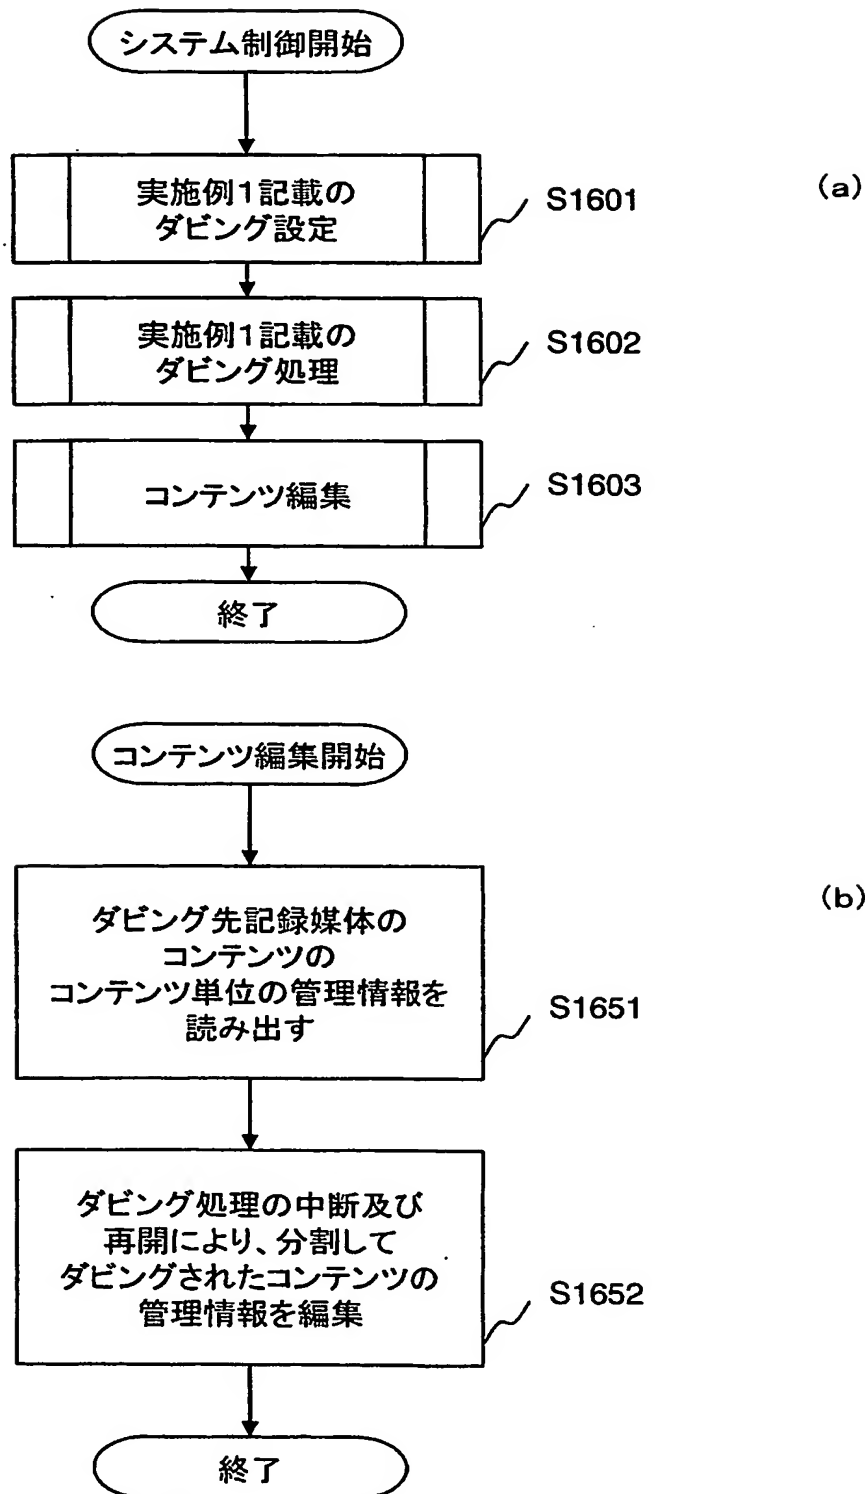 システム制御開始
(a)
実施例1記載の
ダビング設定
S1601
実施例1記載の
ダビング処理
S1602
コンテンツ編集
S1603
終了
コンテンツ編集開始
(b)
ダビング先記録媒体の
コンテンツの
コンテンツ単位の管理情報を
読み出す
S1651
ダビング処理の中断及び
再開により、分割して
ダビングされたコンテンツの
管理情報を編集
S1652
終了